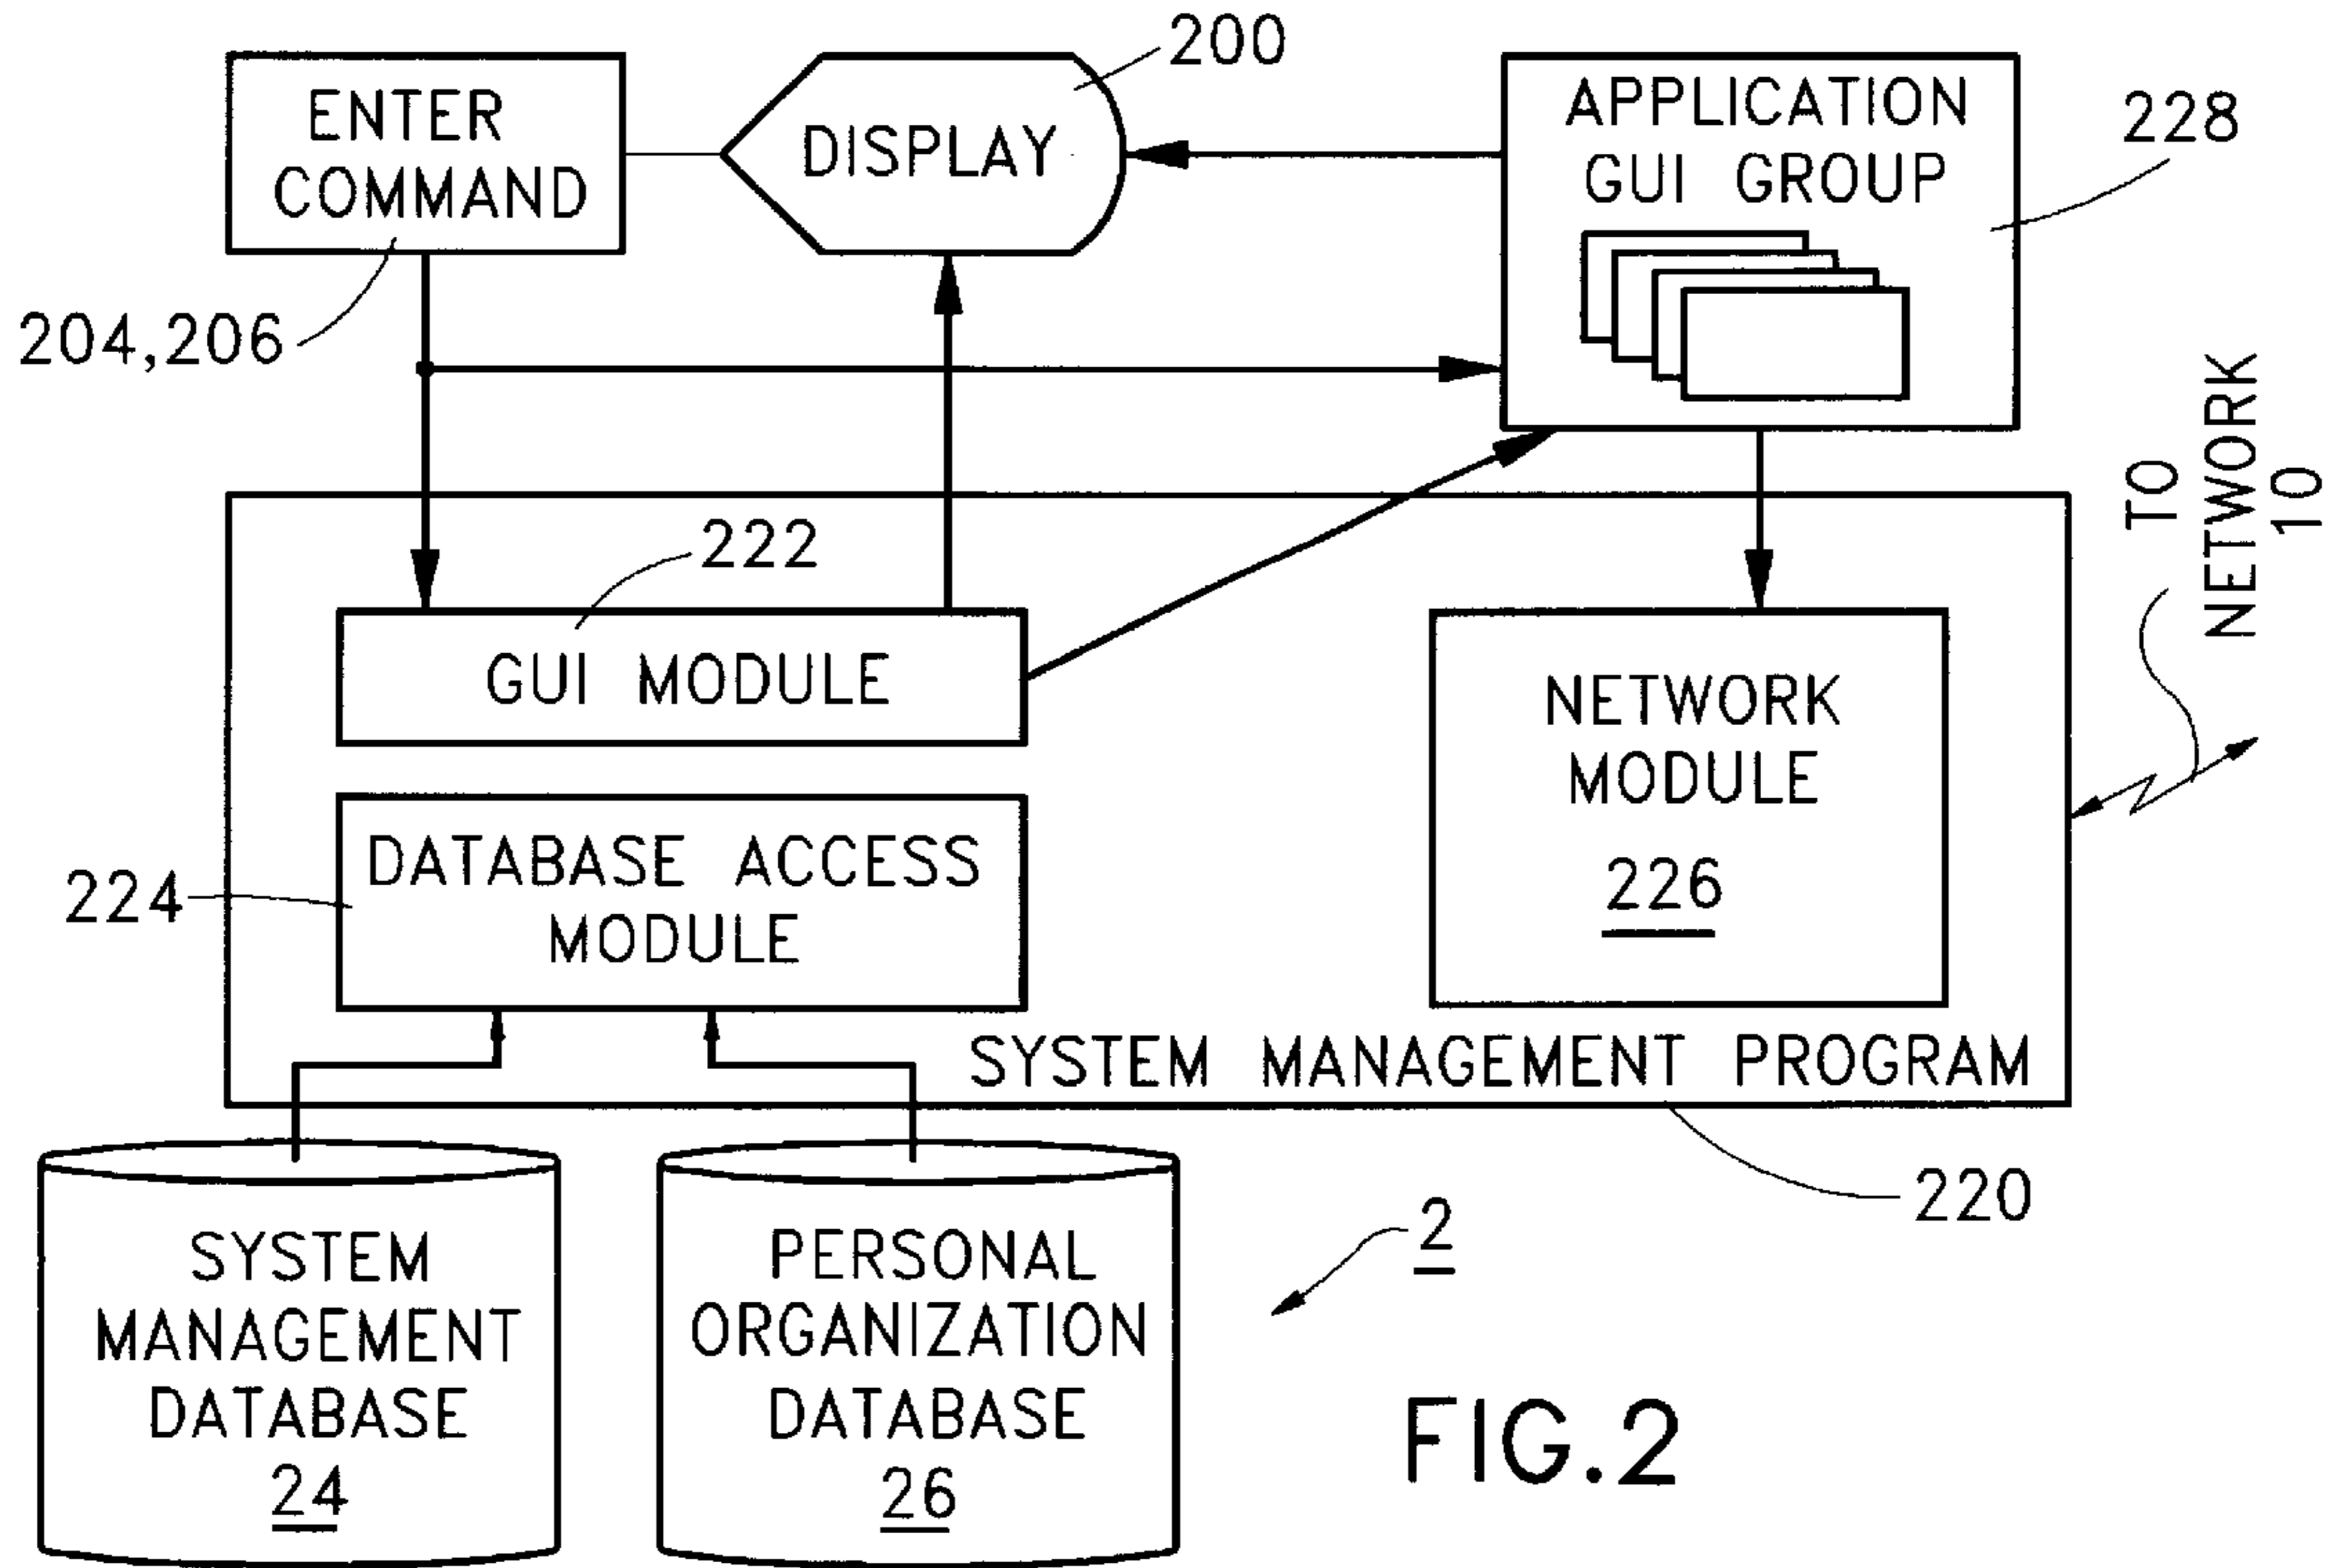 200
ENTER
COMMAND
DISPLAY
APPLICATION
GUI GROUP
228
204,206
TO
NETWORK
10
222
GUI MODULE
NETWORK
MODULE
226
DATABASE ACCESS
MODULE
224
SYSTEM MANAGEMENT PROGRAM
220
SYSTEM
MANAGEMENT
DATABASE
24
PERSONAL
ORGANIZATION
DATABASE
26
2
FIG.2